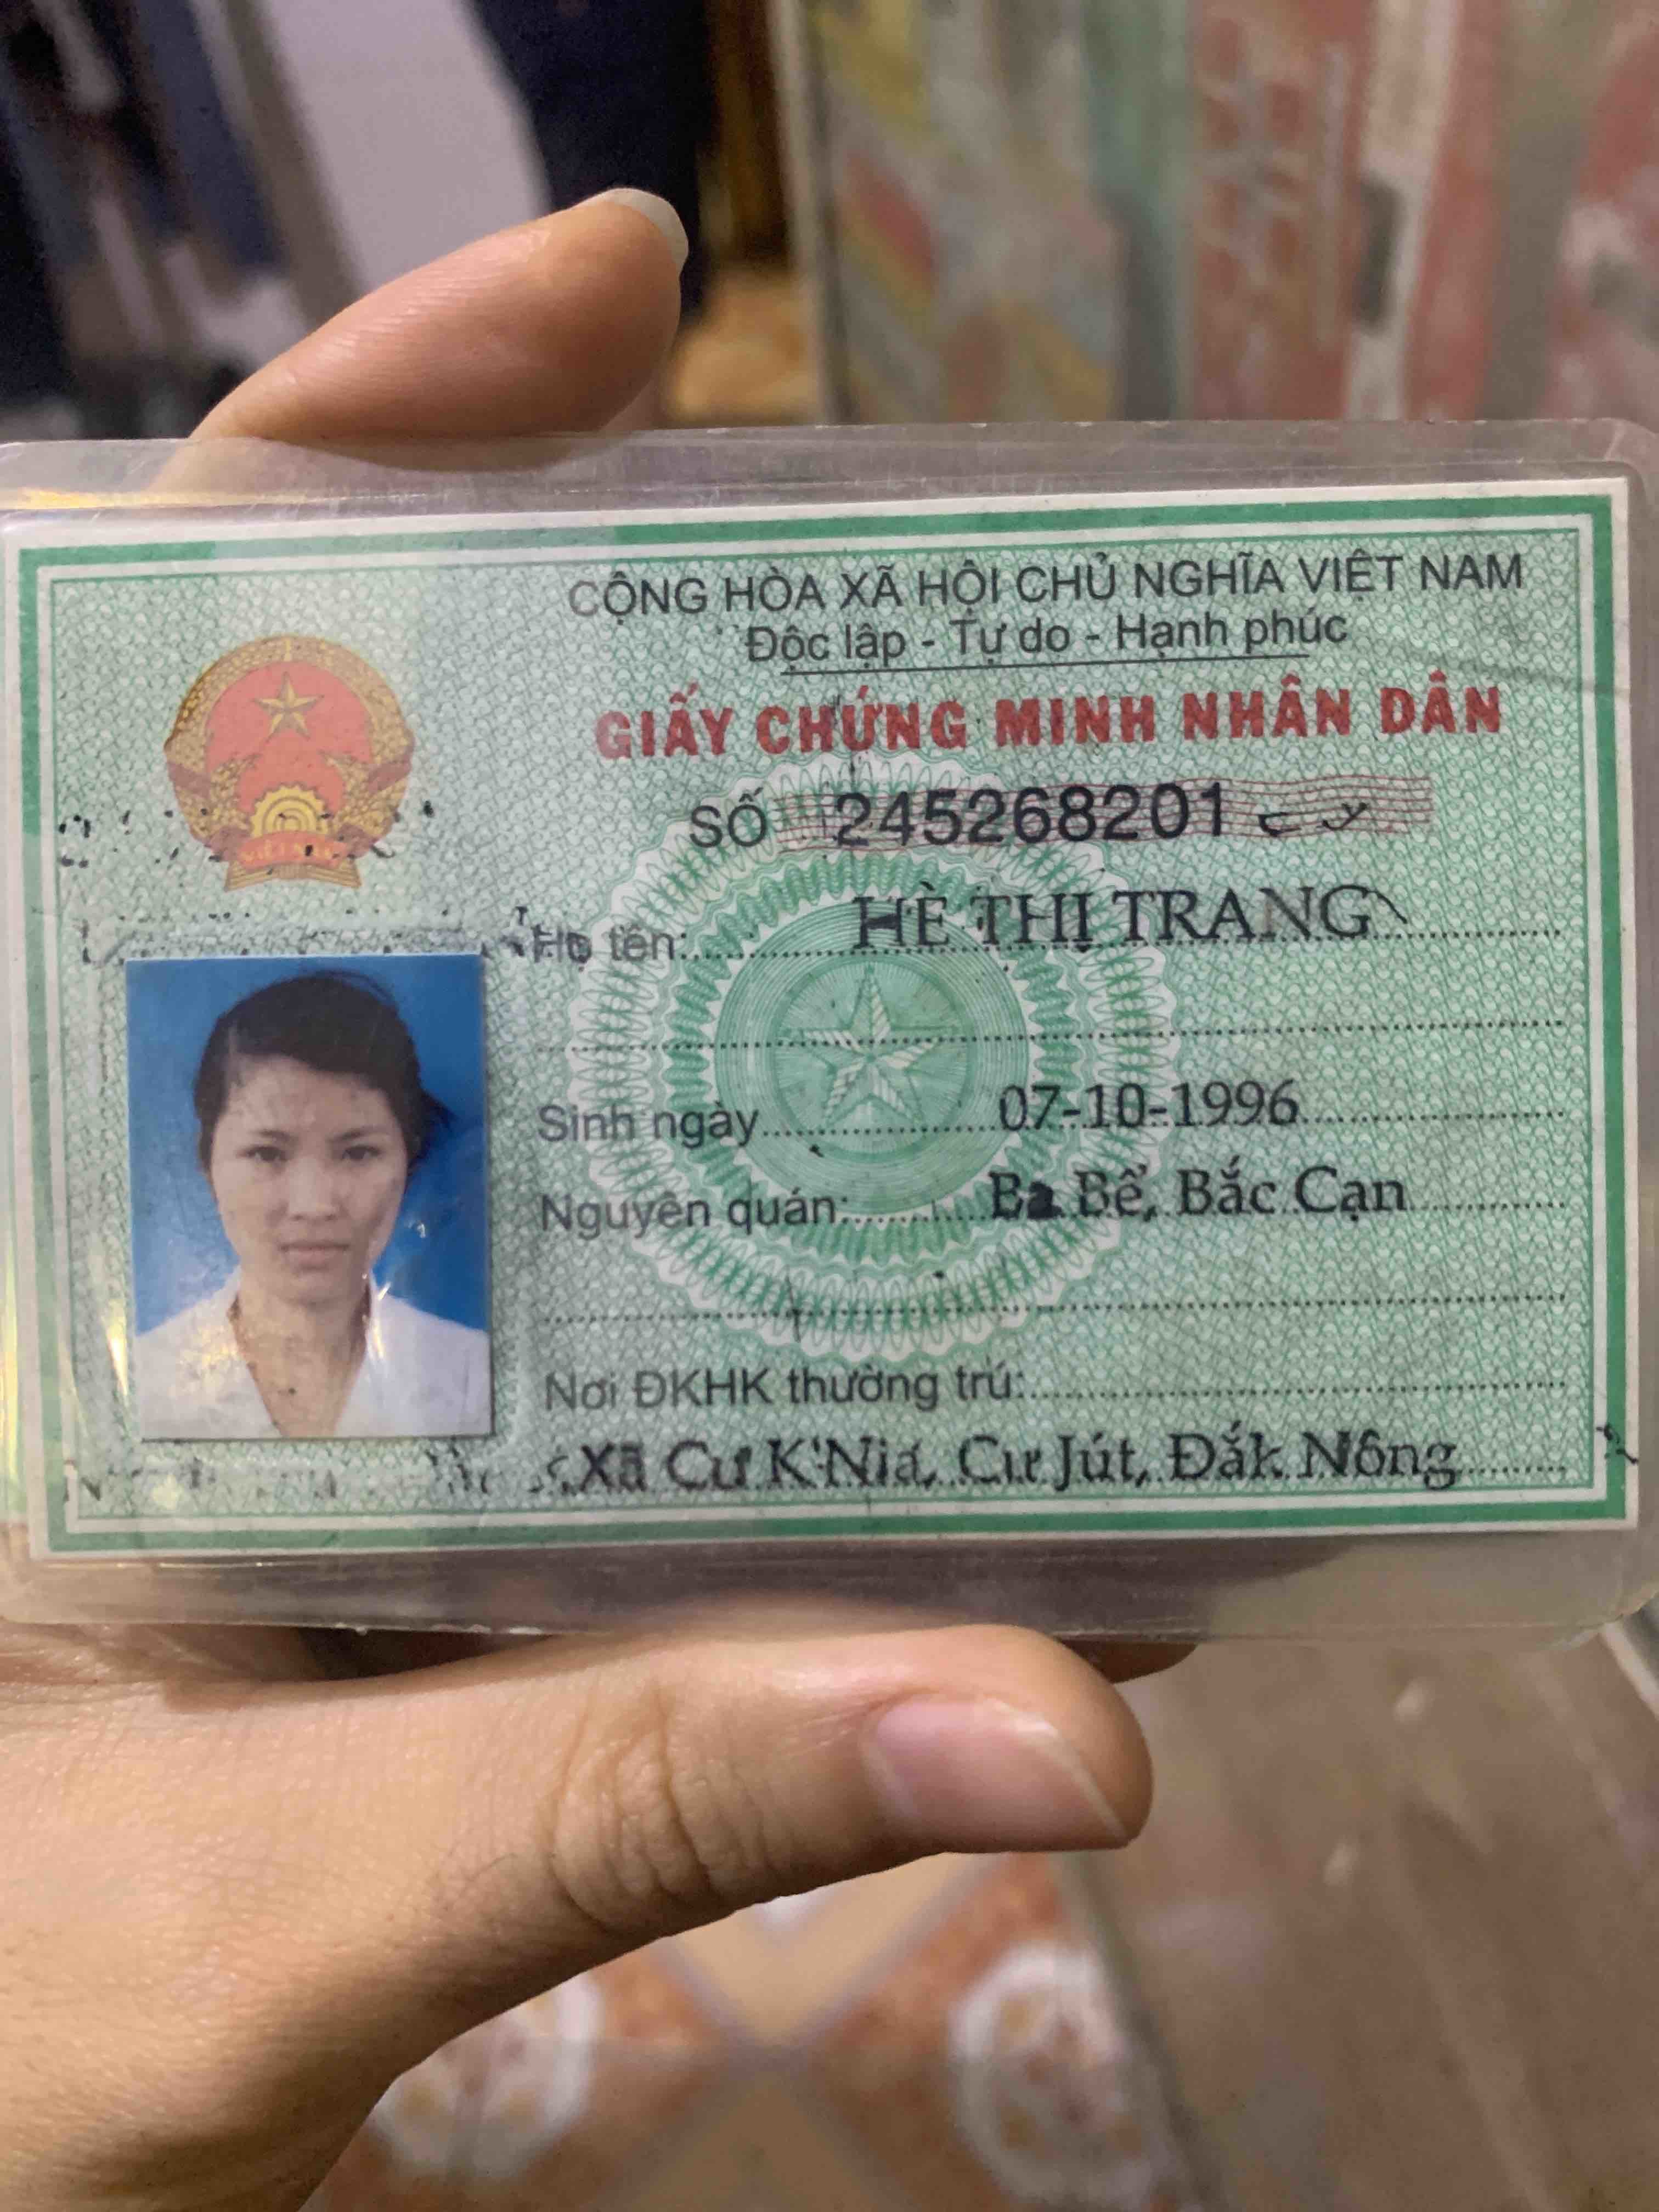 CỘNG HÒA XÃ HỘI CHỦ NGHĨA VIỆT NAM
Độc lập - Tự do - Hạnh phúc
GIẤY CHỨNG MINH NHÂN DÂN
SỐ 245268201
Họ tên: HÈ THỊ TRANG
Sinh ngày 07-10-1996
Nguyên quán: Ba Bể, Bắc Cạn
Nơi ĐKHK thường trú:
Xã Cư K'Nia, Cư Jút, Đắk Nông